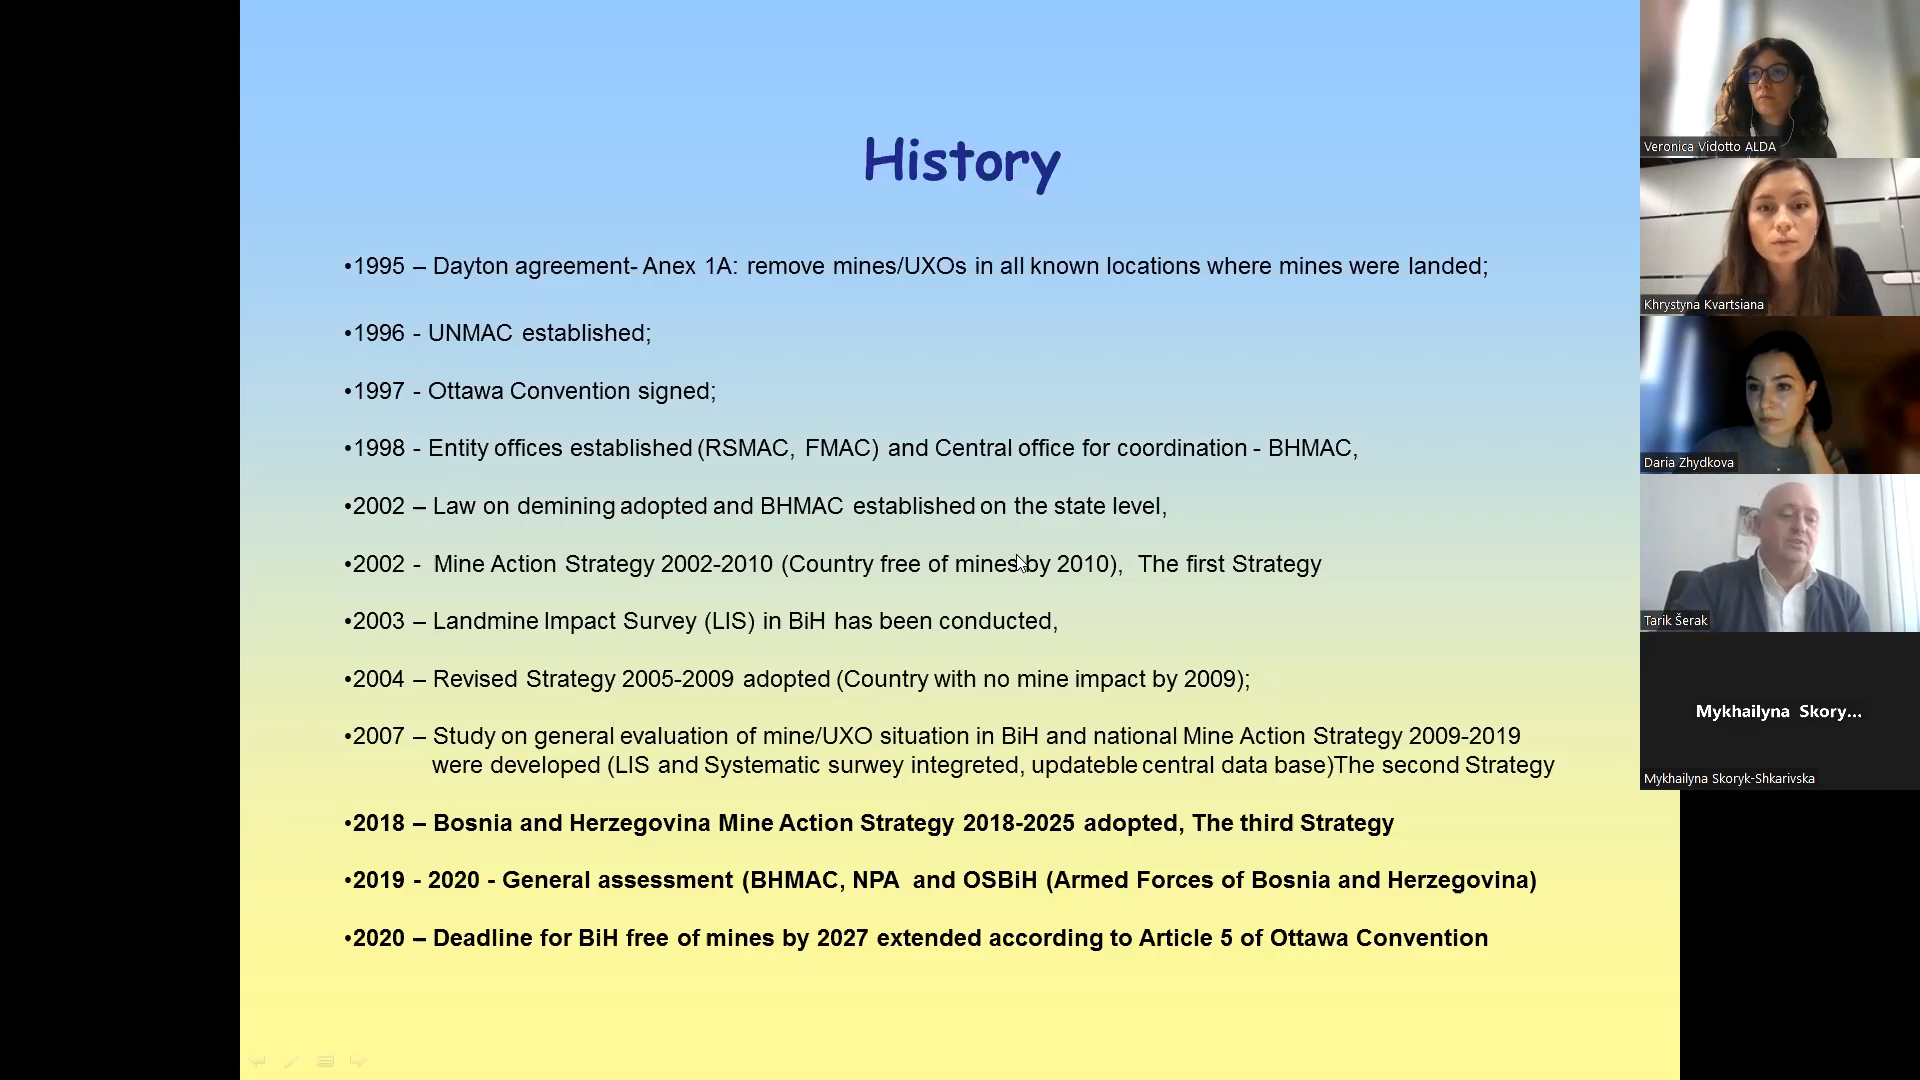 History
•1995 – Dayton agreement- Anex 1A: remove mines/UXOs in all known locations where mines were landed;
•1996 - UNMAC established;
•1997 - Ottawa Convention signed;
•1998 - Entity offices established (RSMAC, FMAC) and Central office for coordination - BHMAC,
•2002 – Law on demining adopted and BHMAC established on the state level,
•2002 - Mine Action Strategy 2002-2010 (Country free of mines by 2010), The first Strategy
•2003 – Landmine Impact Survey (LIS) in BiH has been conducted,
•2004 – Revised Strategy 2005-2009 adopted (Country with no mine impact by 2009);
•2007 – Study on general evaluation of mine/UXO situation in BiH and national Mine Action Strategy 2009-2019
were developed (LIS and Systematic surwey integreted, updateble central data base)The second Strategy
•2018 – Bosnia and Herzegovina Mine Action Strategy 2018-2025 adopted, The third Strategy
•2019 - 2020 - General assessment (BHMAC, NPA and OSBiH (Armed Forces of Bosnia and Herzegovina)
•2020 – Deadline for BiH free of mines by 2027 extended according to Article 5 of Ottawa Convention
Veronica Vidotto ALDA
Khrystyna Kvartsiana
Daria Zhydkova
Tarik Šerak
Mykhailyna Skory...
Mykhailyna Skoryk-Shkarivska